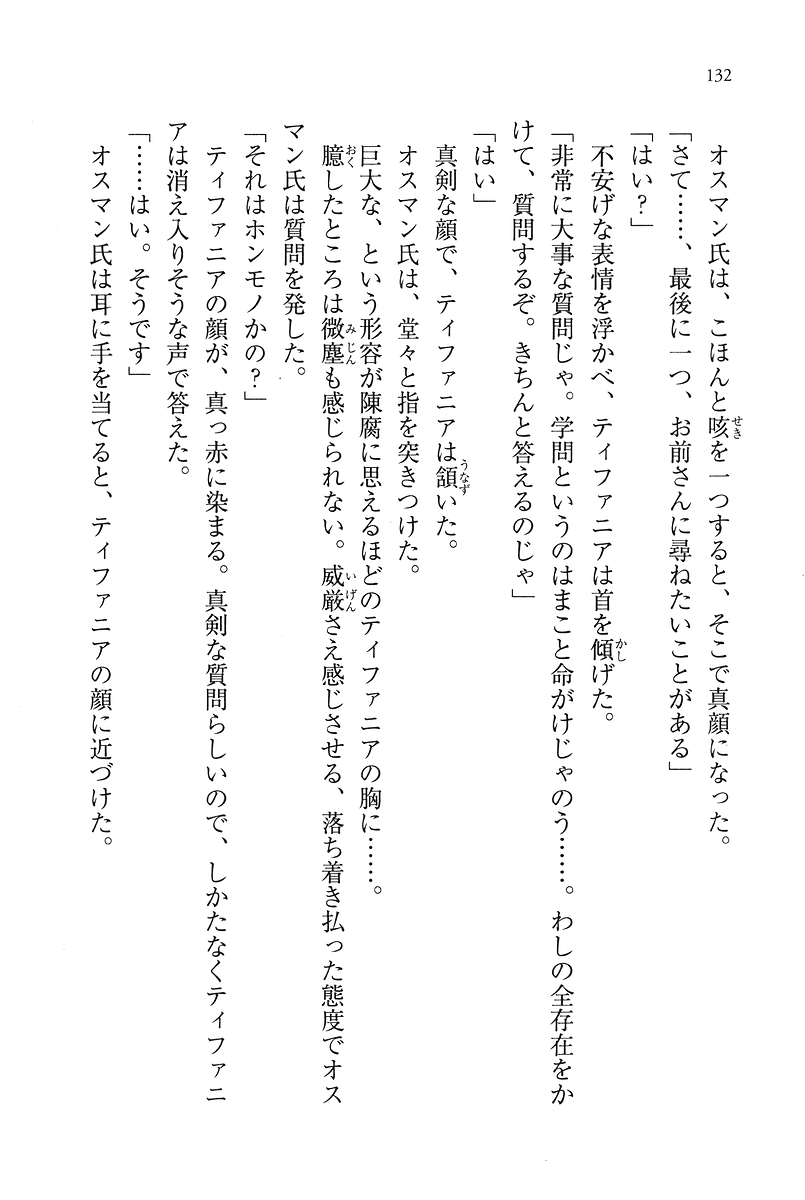 132
オスマン氏は、こほんと咳を一つすると、そこで真顔になった。
「さて……、最後に一つ、お前さんに尋ねたいことがある」
「はい？」
不安げな表情を浮かべ、ティファニアは首を傾げた。
「非常に大事な質問じゃ。学問というのはまこと命がけじゃのう……。わしの全存在をか
けて、質問するぞ。きちんと答えるのじゃ」
「はい」
真剣な顔で、ティファニアは頷いた。
オスマン氏は、堂々と指を突きつけた。
巨大な、という形容が陳腐に思えるほどのティファニアの胸に……。
臆したところは微塵も感じられない。威厳さえ感じさせる、落ち着き払った態度でオス
マン氏は質問を発した。
「それはホンモノかの？」
ティファニアの顔が、真っ赤に染まる。真剣な質問らしいので、しかたなくティファニ
アは消え入りそうな声で答えた。
「……はい。そうです」
オスマン氏は耳に手を当てると、ティファニアの顔に近づけた。